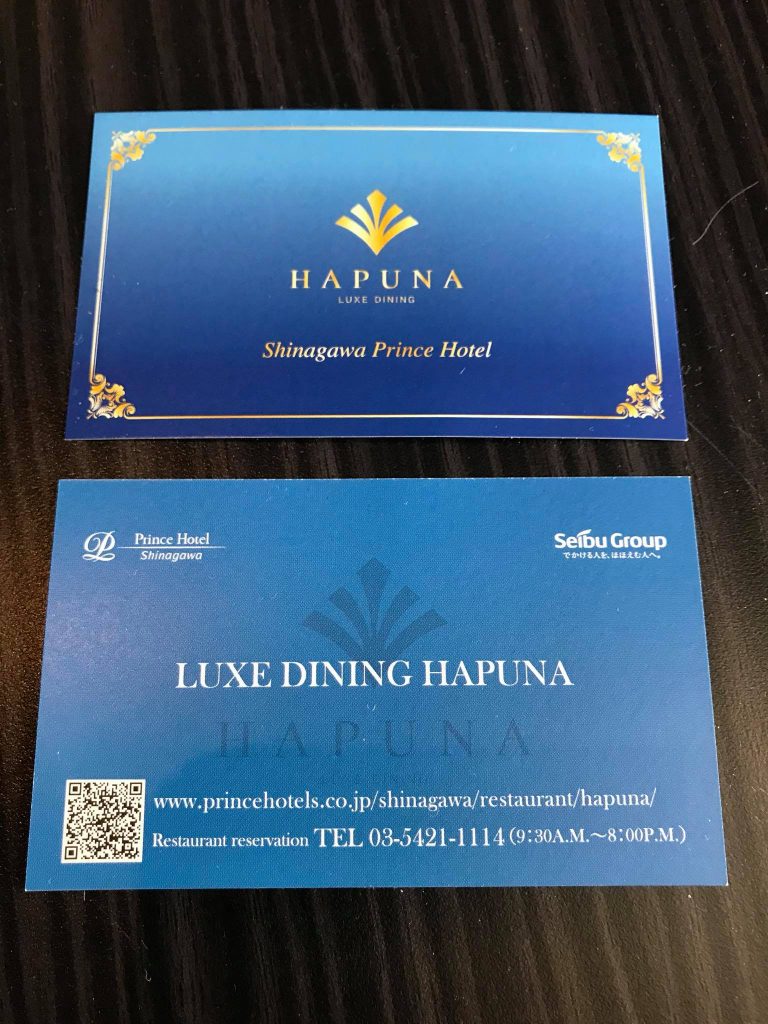 HAPUNA
LUXE DINING
Shinagawa Prince Hotel
Prince Hotel
Shinagawa
Seibu Group
でかける人を、ほほえむ人へ。
LUXE DINING HAPUNA
HAPUNA
www.princehotels.co.jp/shinagawa/restaurant/hapuna/
Restaurant reservation TEL 03-5421-1114(9:30A.M.~8:00P.M.)